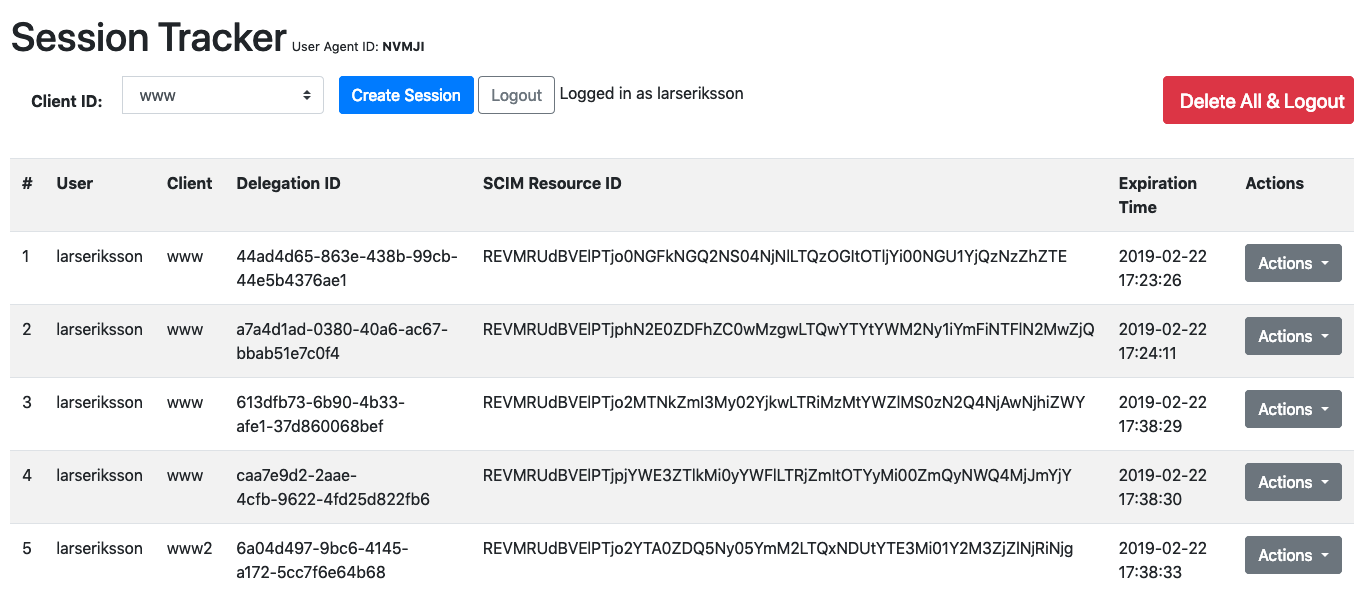 Session Tracker User Agent ID: NVMJI
Client ID: www Create Session Logout Logged in as larseriksson Delete All & Logout
# User Client Delegation ID SCIM Resource ID Expiration Time Actions
1 larseriksson www 44ad4d65-863e-438b-99cb- REVMRUdBVElPTjo0NGFkNGQ2NS04NjNlLTQzOGItOTljYi00NGU1YjQzNzZhZTE 2019-02-22 Actions
44e5b4376ae1 17:23:26
2 larseriksson www a7a4d1ad-0380-40a6-ac67- REVMRUdBVElPTjphN2E0ZDFhZC0wMzgwLTQwYTYtYWM2Ny1iYmFiNTFlN2MwZjQ 2019-02-22 Actions
bbab51e7c0f4 17:24:11
3 larseriksson www 613dfb73-6b90-4b33- REVMRUdBVElPTjo2MTNkZmI3My02YjkwLTRiMzMtYWZlMS0zN2Q4NjAwNjhiZWY 2019-02-22 Actions
afe1-37d860068bef 17:38:29
4 larseriksson www caa7e9d2-2aae- REVMRUdBVElPTjpjYWE3ZTlkMi0yYWFlLTRjZmItOTYyMi00ZmQyNWQ4MjJmYjY 2019-02-22 Actions
4cfb-9622-4fd25d822fb6 17:38:30
5 larseriksson www2 6a04d497-9bc6-4145- REVMRUdBVElPTjo2YTA0ZDQ5Ny05YmM2LTQxNDUtYTE3Mi01Y2M3ZjZlNjRiNjg 2019-02-22 Actions
a172-5cc7f6e64b68 17:38:33